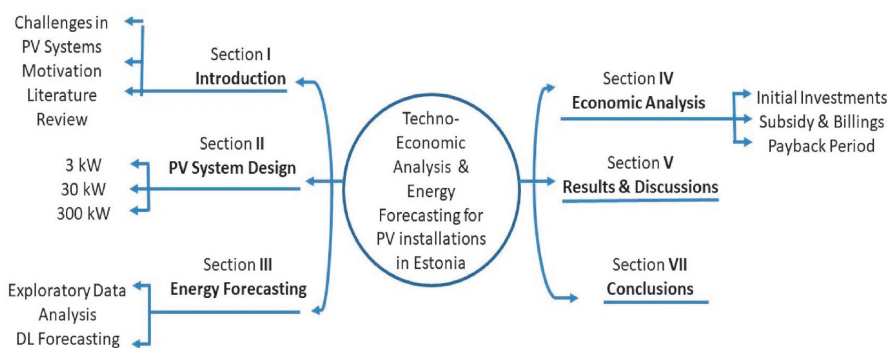 Challenges in
PV Systems
Motivation
Literature
Review
Section I
Introduction
3 kW
30 kW
300 kW
Section II
PV System Design
Exploratory Data
Analysis
DL Forecasting
Section III
Energy Forecasting
Techno-
Economic
Analysis &
Energy
Forecasting for
PV installations
in Estonia
Section IV
Economic Analysis
Initial Investments
Subsidy & Billings
Payback Period
Section V
Results & Discussions
Section VII
Conclusions